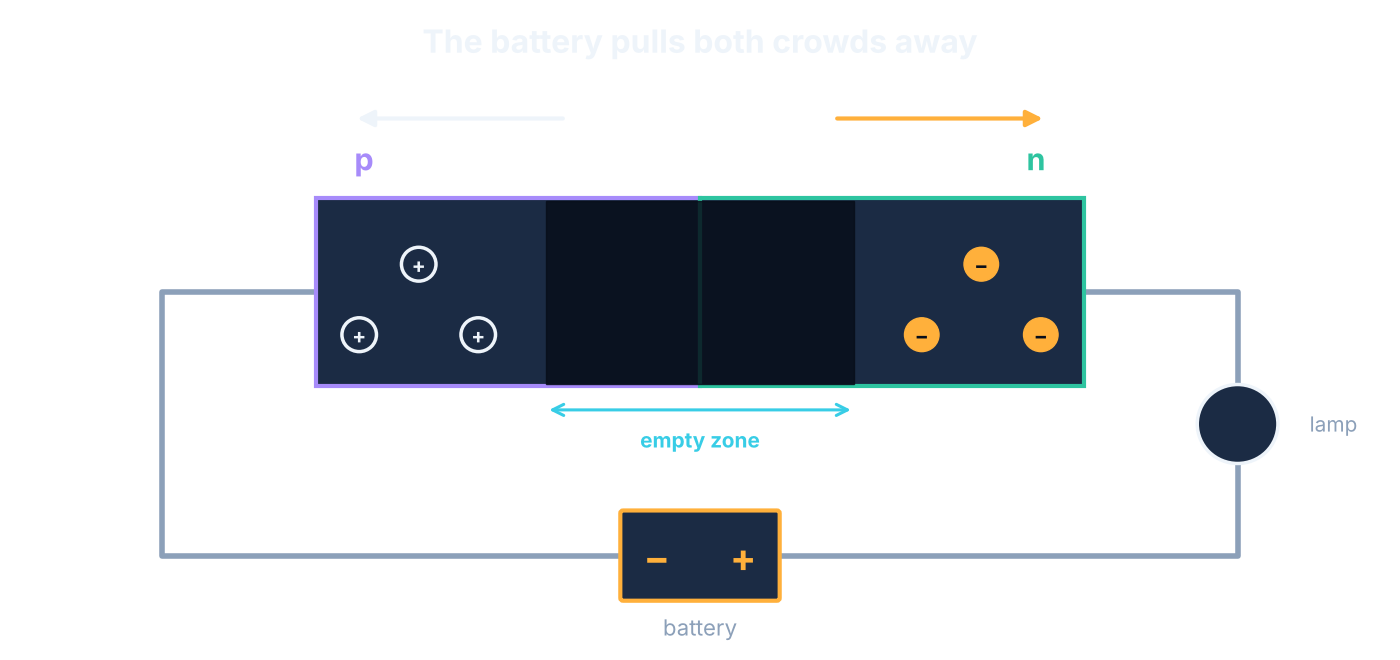 The battery pulls both crowds away
p
n
+
−
+
+
−
−
empty zone
lamp
− +
battery